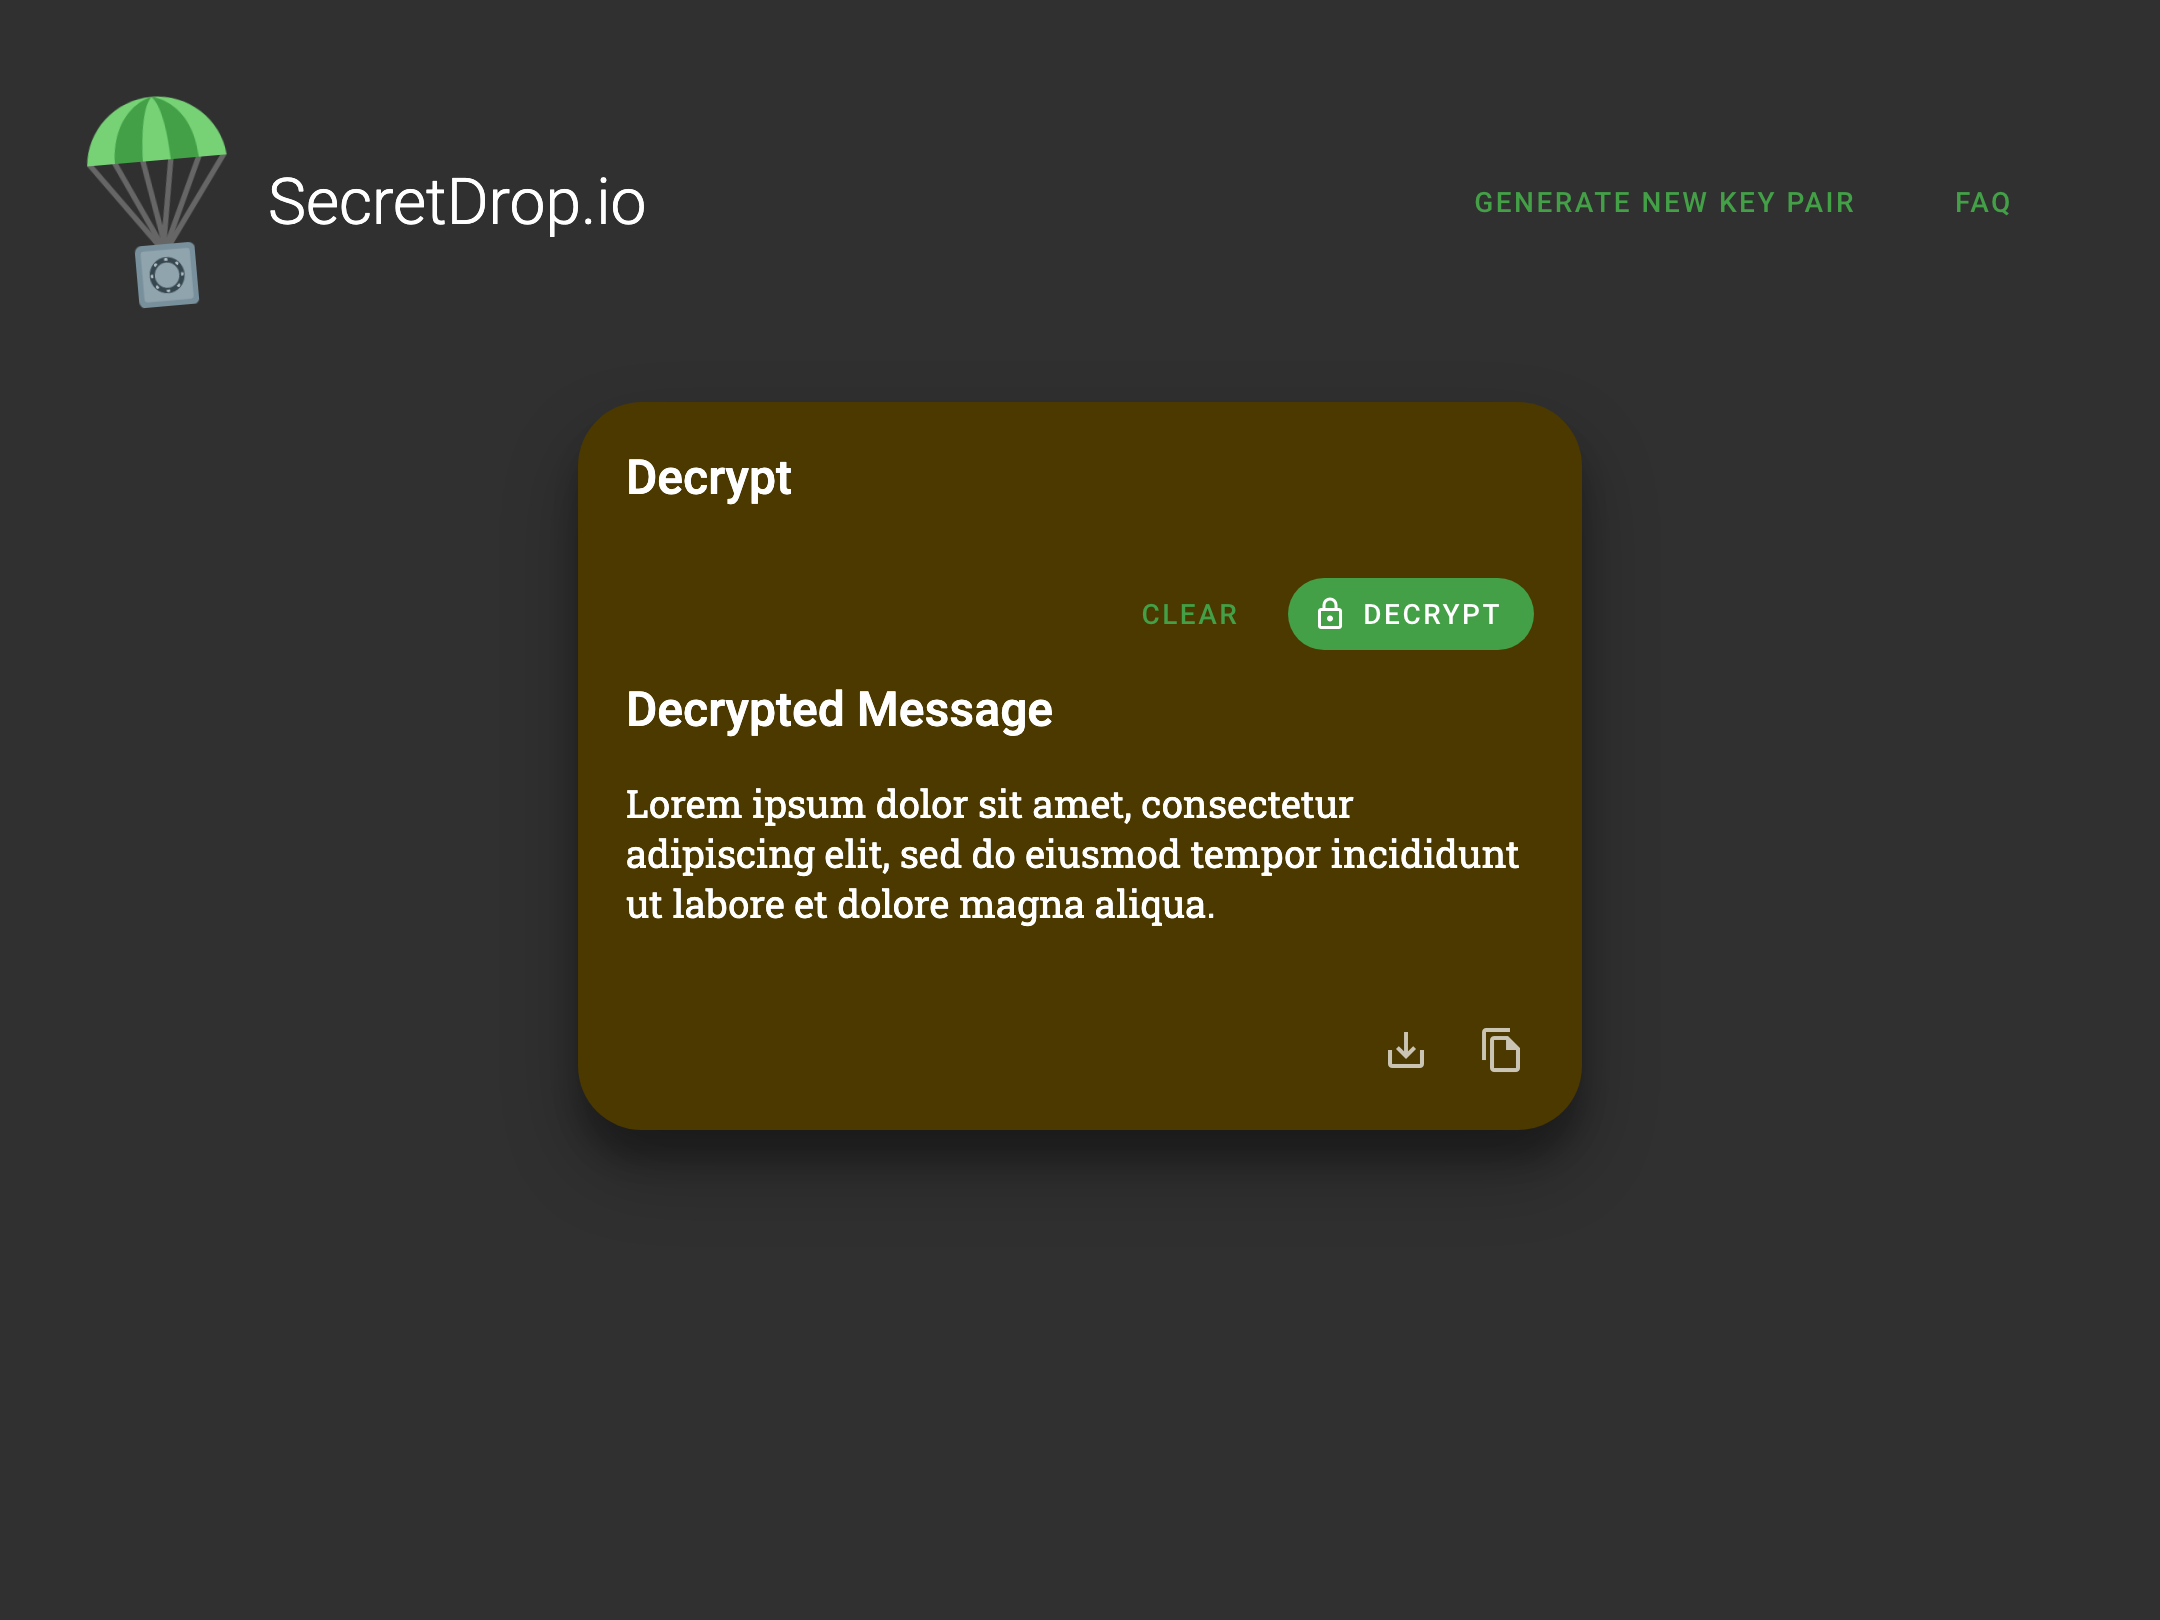 SecretDrop.io
GENERATE NEW KEY PAIR
FAQ
Decrypt
CLEAR
DECRYPT
Decrypted Message
Lorem ipsum dolor sit amet, consectetur
adipiscing elit, sed do eiusmod tempor incididunt
ut labore et dolore magna aliqua.